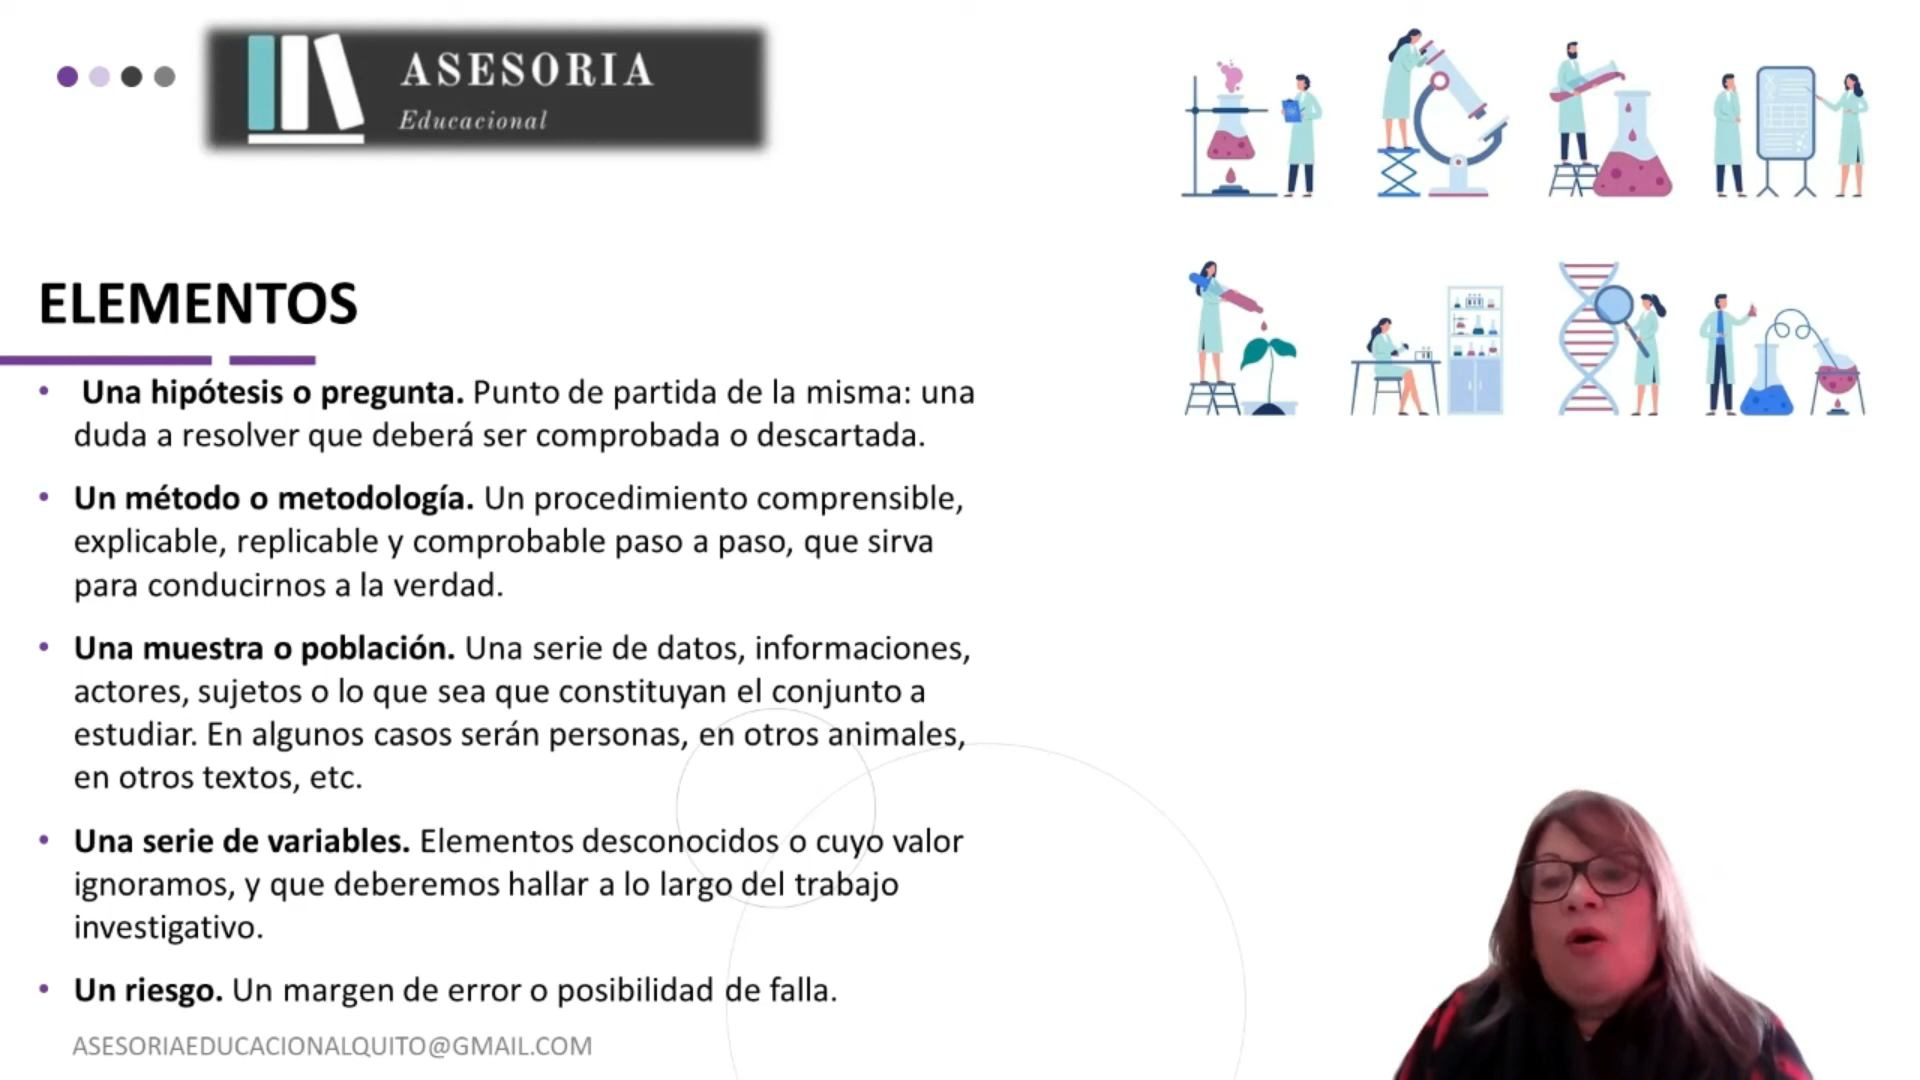 ASESORIA
Educacional
ELEMENTOS
• Una hipótesis o pregunta. Punto de partida de la misma: una
duda a resolver que deberá ser comprobada o descartada.
• Un método o metodología. Un procedimiento comprensible,
explicable, replicable y comprobable paso a paso, que sirva
para conducirnos a la verdad.
• Una muestra o población. Una serie de datos, informaciones,
actores, sujetos o lo que sea que constituyan el conjunto a
estudiar. En algunos casos serán personas, en otros animales,
en otros textos, etc.
• Una serie de variables. Elementos desconocidos o cuyo valor
ignoramos, y que deberemos hallar a lo largo del trabajo
investigativo.
• Un riesgo. Un margen de error o posibilidad de falla.
ASESORIAEDUCACIONALQUITO@GMAIL.COM